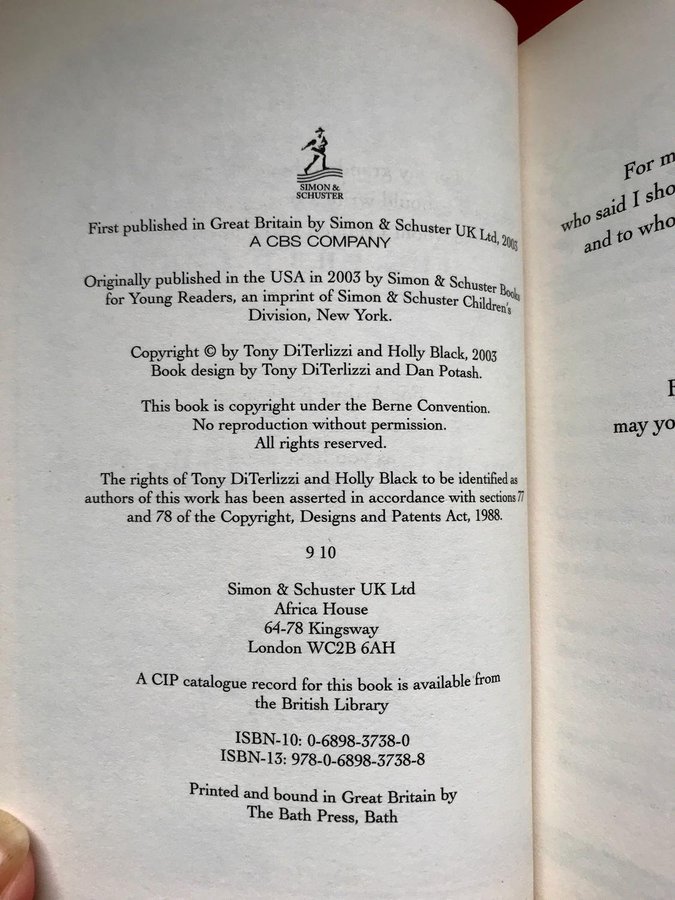 SIMON &
SCHUSTER
First published in Great Britain by Simon & Schuster UK Ltd, 2003
A CBS COMPANY
Originally published in the USA in 2003 by Simon & Schuster Books
for Young Readers, an imprint of Simon & Schuster Children's
Division, New York.
Copyright © by Tony DiTerlizzi and Holly Black, 2003
Book design by Tony DiTerlizzi and Dan Potash.
This book is copyright under the Berne Convention.
No reproduction without permission.
All rights reserved.
The rights of Tony DiTerlizzi and Holly Black to be identified as
authors of this work has been asserted in accordance with sections 77
and 78 of the Copyright, Designs and Patents Act, 1988.
9 10
Simon & Schuster UK Ltd
Africa House
64-78 Kingsway
London WC2B 6AH
A CIP catalogue record for this book is available from
the British Library
ISBN-10: 0-6898-3738-0
ISBN-13: 978-0-6898-3738-8
Printed and bound in Great Britain by
The Bath Press, Bath
For
who said I
and to
may